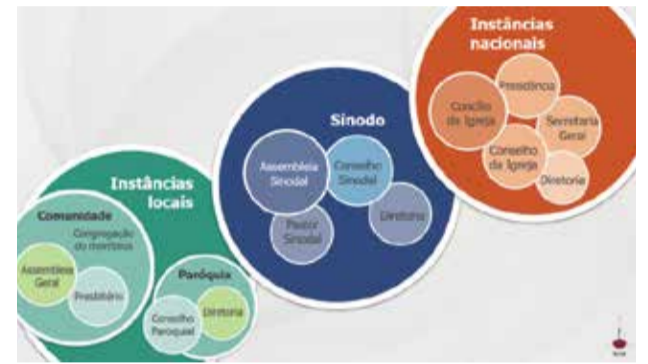 Instâncias
nacionais
Presidência
Concílio
da Igreja
Secretaria
Geral
Conselho
da Igreja
Diretoria
Sínodo
Assembleia
Sinodal
Conselho
Sinodal
Pastor
Sinodal
Diretoria
Instâncias
locais
Comunidade
Congregação
de membros
Assembleia
Geral
Presbitério
Paróquia
Conselho
Paroquial
Diretoria